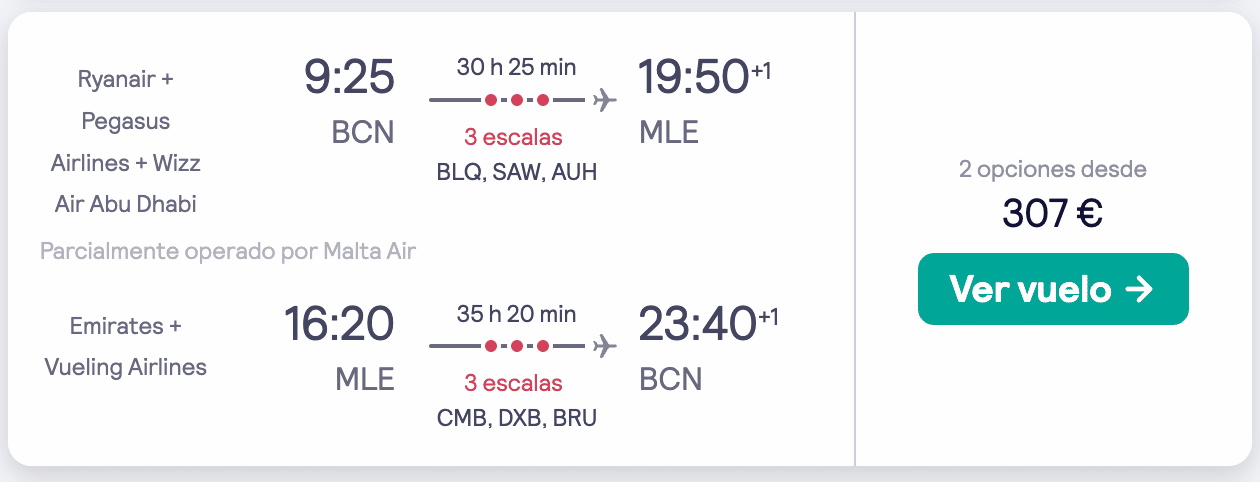 Ryanair +
Pegasus
Airlines + Wizz
Air Abu Dhabi
9:25
BCN
30 h 25 min
3 escalas
BLQ, SAW, AUH
19:50+1
MLE
Parcialmente operado por Malta Air
Emirates +
Vueling Airlines
16:20
MLE
35 h 20 min
3 escalas
CMB, DXB, BRU
23:40+1
BCN
2 opciones desde
307 €
Ver vuelo →